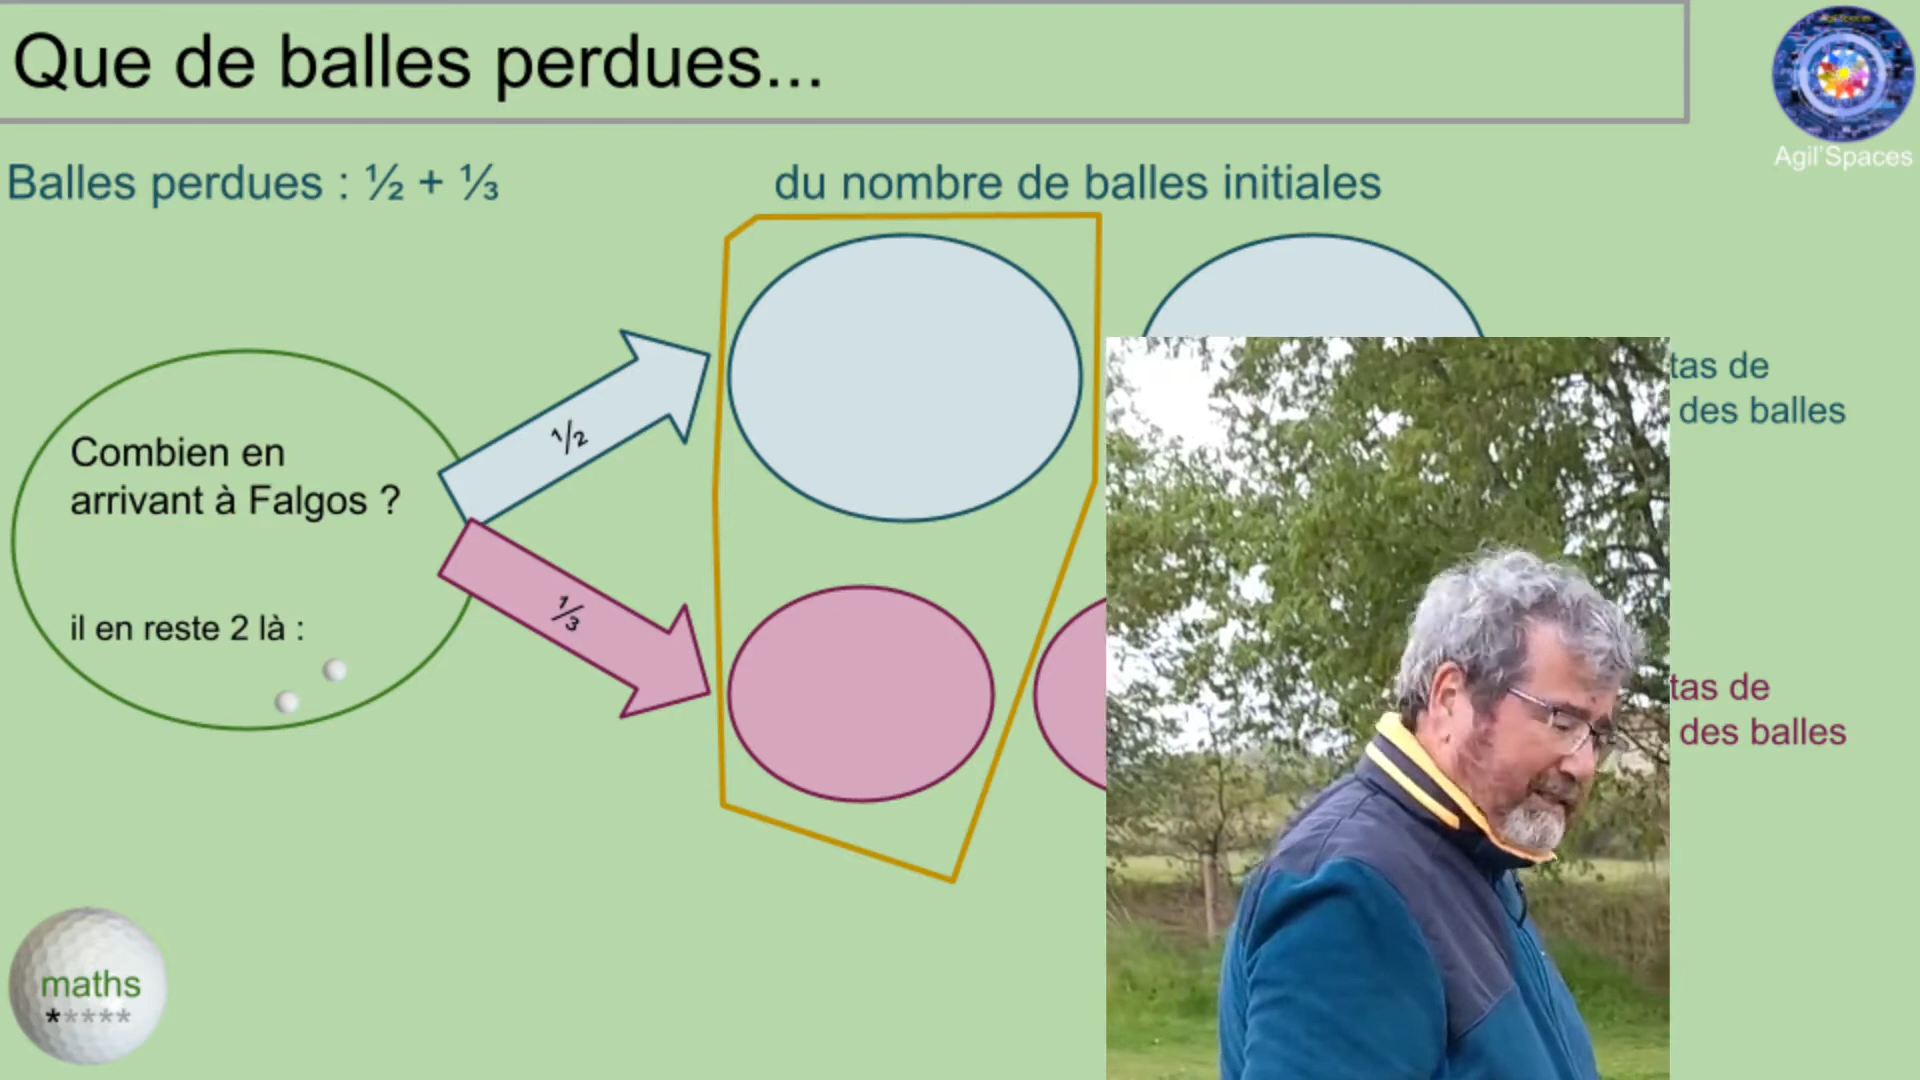 Que de balles perdues...
Agil'Spaces
Balles perdues : ½ + ⅓
du nombre de balles initiales
tas de
des balles
½
Combien en
arrivant à Falgos ?
⅓
il en reste 2 là :
tas de
des balles
maths
*****